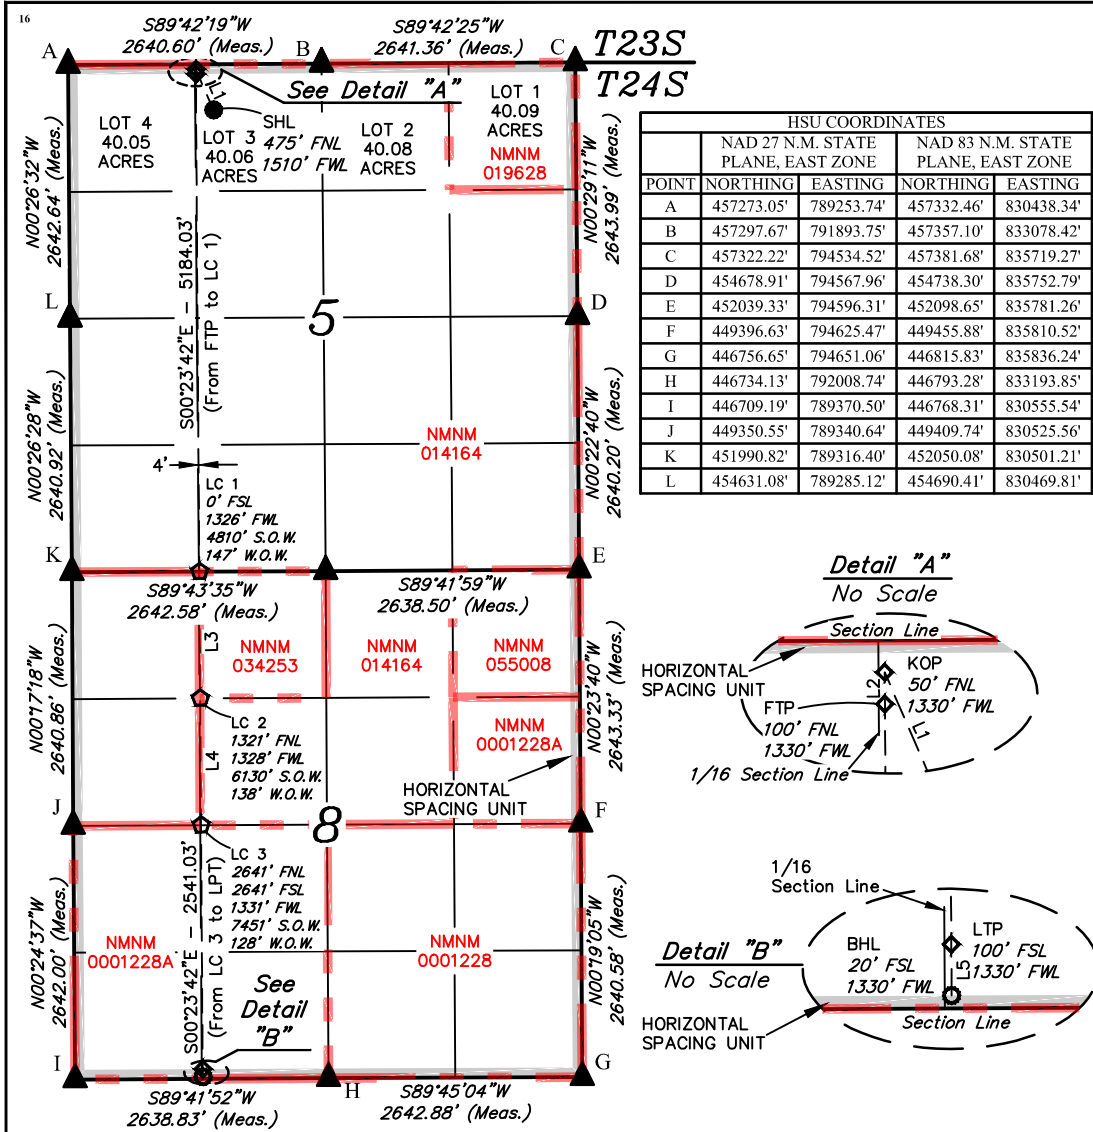 16
S89°42'19"W
2640.60' (Meas.)
S89°42'25"W
2641.36' (Meas.)
A
B
C
T23S
T24S
See Detail "A"
L1
SHL
475' FNL
1510' FWL
LOT 4
40.05
ACRES
LOT 3
40.06
ACRES
LOT 2
40.08
ACRES
LOT 1
40.09
ACRES
NMNM
019628
N00°26'32"W
2642.64' (Meas.)
N00°29'11"W
2643.99' (Meas.)
S00°23'42"E - 5184.03'
(From FTP to LC 1)
L
5
D
N00°26'28"W
2640.92' (Meas.)
N00°22'40"W
2640.20' (Meas.)
NMNM
014164
4'
LC 1
0' FSL
1326' FWL
4810' S.O.W.
147' W.O.W.
K
E
S89°43'35"W
2642.58' (Meas.)
S89°41'59"W
2638.50' (Meas.)
L3
NMNM
034253
NMNM
014164
NMNM
055008
N00°17'18"W
2640.86' (Meas.)
N00°23'40"W
2643.33' (Meas.)
LC 2
1321' FNL
1328' FWL
6130' S.O.W.
138' W.O.W.
L4
NMNM
0001228A
HORIZONTAL
SPACING UNIT
J
8
F
LC 3
2641' FNL
2641' FSL
1331' FWL
7451' S.O.W.
128' W.O.W.
S00°23'42"E - 2541.03'
(From LC 3 to LPT)
N00°24'37"W
2642.00' (Meas.)
NMNM
0001228A
NMNM
0001228
N00°19'05"W
2640.58' (Meas.)
See
Detail
"B"
I
H
G
S89°41'52"W
2638.83' (Meas.)
S89°45'04"W
2642.88' (Meas.)
HSU COORDINATES
NAD 27 N.M. STATE PLANE, EAST ZONE NAD 83 N.M. STATE PLANE, EAST ZONE
POINT NORTHING EASTING NORTHING EASTING
A 457273.05' 789253.74' 457332.46' 830438.34'
B 457297.67' 791893.75' 457357.10' 833078.42'
C 457322.22' 794534.52' 457381.68' 835719.27'
D 454678.91' 794567.96' 454738.30' 835752.79'
E 452039.33' 794596.31' 452098.65' 835781.26'
F 449396.63' 794625.47' 449455.88' 835810.52'
G 446756.65' 794651.06' 446815.83' 835836.24'
H 446734.13' 792008.74' 446793.28' 833193.85'
I 446709.19' 789370.50' 446768.31' 830555.54'
J 449350.55' 789340.64' 449409.74' 830525.56'
K 451990.82' 789316.40' 452050.08' 830501.21'
L 454631.08' 789285.12' 454690.41' 830469.81'
Detail "A"
No Scale
Section Line
HORIZONTAL
SPACING UNIT
KOP
50' FNL
1330' FWL
L2
FTP
100' FNL
1330' FWL
L1
1/16 Section Line
1/16
Section Line
Detail "B"
No Scale
BHL
20' FSL
1330' FWL
LTP
100' FSL
1330' FWL
L5
HORIZONTAL
SPACING UNIT
Section Line